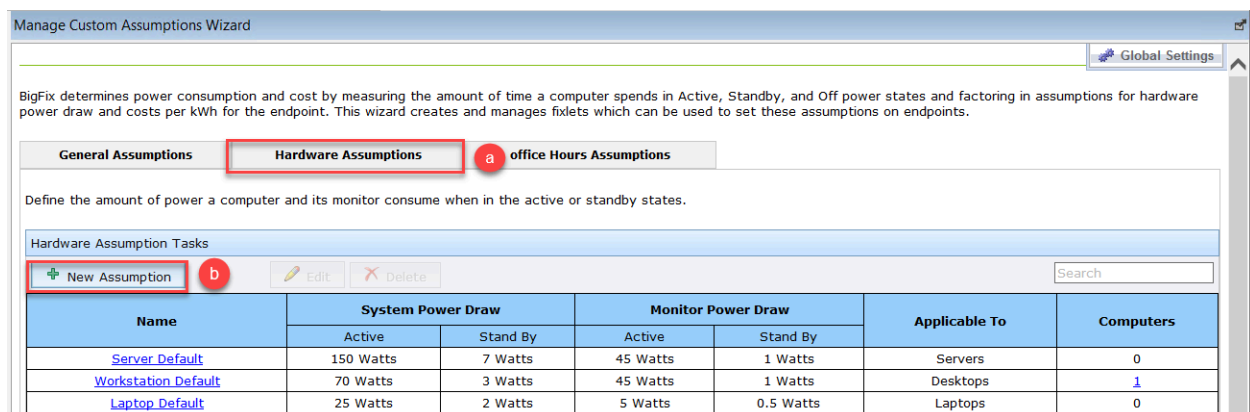 Manage Custom Assumptions Wizard
Global Settings
BigFix determines power consumption and cost by measuring the amount of time a computer spends in Active, Standby, and Off power states and factoring in assumptions for hardware
power draw and costs per kWh for the endpoint. This wizard creates and manages fixlets which can be used to set these assumptions on endpoints.
General Assumptions Hardware Assumptions a office Hours Assumptions
Define the amount of power a computer and its monitor consume when in the active or standby states.
Hardware Assumption Tasks
New Assumption b Edit Delete Search
Name System Power Draw Monitor Power Draw Applicable To Computers
Active Stand By Active Stand By
Server Default 150 Watts 7 Watts 45 Watts 1 Watts Servers 0
Workstation Default 70 Watts 3 Watts 45 Watts 1 Watts Desktops 1
Laptop Default 25 Watts 2 Watts 5 Watts 0.5 Watts Laptops 0